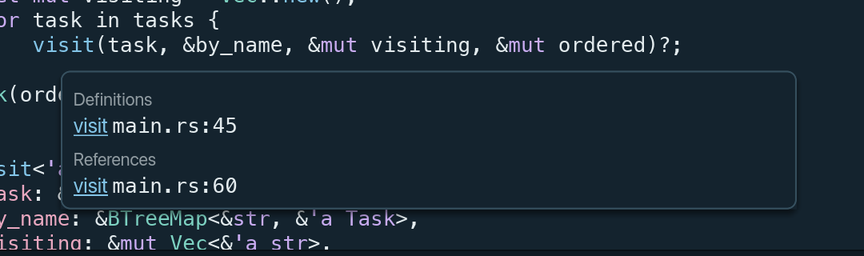 or task in tasks {
visit(task, &by_name, &mut visiting, &mut ordered)?;
k(orde
Definitions
visit main.rs:45
References
visit main.rs:60
sit<'a
ask: &
y_name: &BTreeMap<&str, &'a Task>,
isiting: &mut Vec<&'a str>,